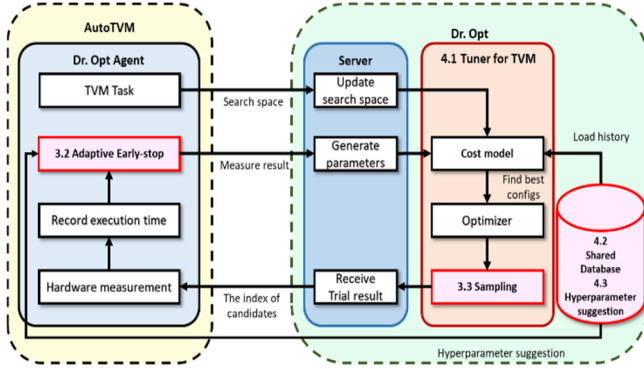 AutoTVM
Dr. Opt Agent
TVM Task
3.2 Adaptive Early-stop
Record execution time
Hardware measurement
Search space
Measure result
The index of
candidates
Dr. Opt
Server
Update
search space
Generate
parameters
Receive
Trial result
4.1 Tuner for TVM
Cost model
Find best
configs
Optimizer
3.3 Sampling
Load history
4.2
Shared
Database
4.3
Hyperparameter
suggestion
Hyperparameter suggestion